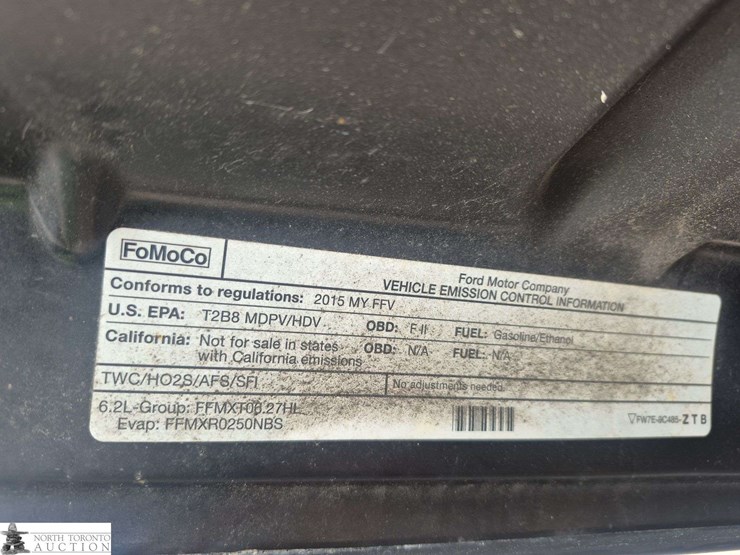 FoMoCo
Ford Motor Company
VEHICLE EMISSION CONTROL INFORMATION
Conforms to regulations: 2015 MY FFV
U.S. EPA: T2B8 MDPV/HDV OBD: F-II FUEL: Gasoline/Ethanol
California: Not for sale in states with California emissions OBD: N/A FUEL: N/A
TWC/HO2S/AFS/SFI
No adjustments needed.
6.2L-Group: FFMXT06.27HL
Evap: FFMXR0250NBS
FW7E-9C485-ZTB
NORTH TORONTO
AUCTION